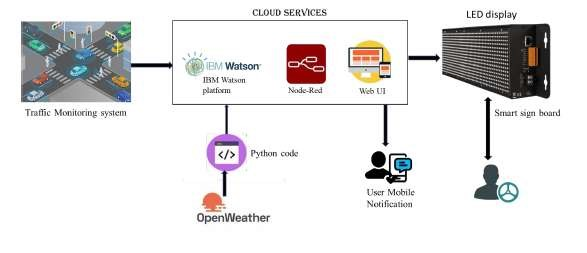 CLOUD SERVICES
LED display
IBM Watson
IBM Watson
platform
Node-Red
Web UI
Traffic Monitoring system
Smart sign board
</>
Python code
User Mobile
Notification
OpenWeather